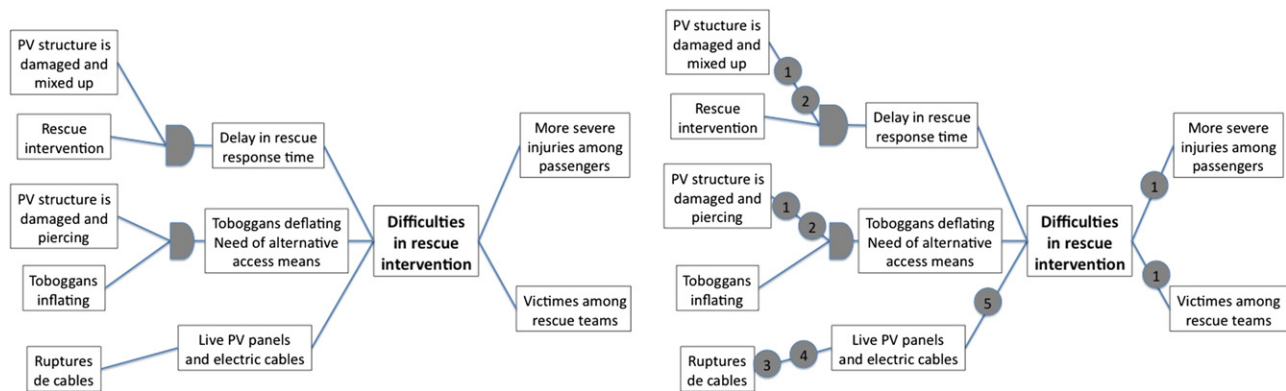 PV structure is
damaged and
mixed up
Rescue
intervention
Delay in rescue
response time
PV structure is
damaged and
piercing
Toboggans
inflating
Toboggans deflating
Need of alternative
access means
Ruptures
de cables
Live PV panels
and electric cables
Difficulties
in rescue
intervention
More severe
injuries among
passengers
Victimes among
rescue teams
PV structure is
damaged and
mixed up
1
2
Rescue
intervention
Delay in rescue
response time
PV structure is
damaged and
piercing
1
2
Toboggans
inflating
Toboggans deflating
Need of alternative
access means
Ruptures
de cables
3
4
Live PV panels
and electric cables
5
Difficulties
in rescue
intervention
1
More severe
injuries among
passengers
1
Victimes among
rescue teams